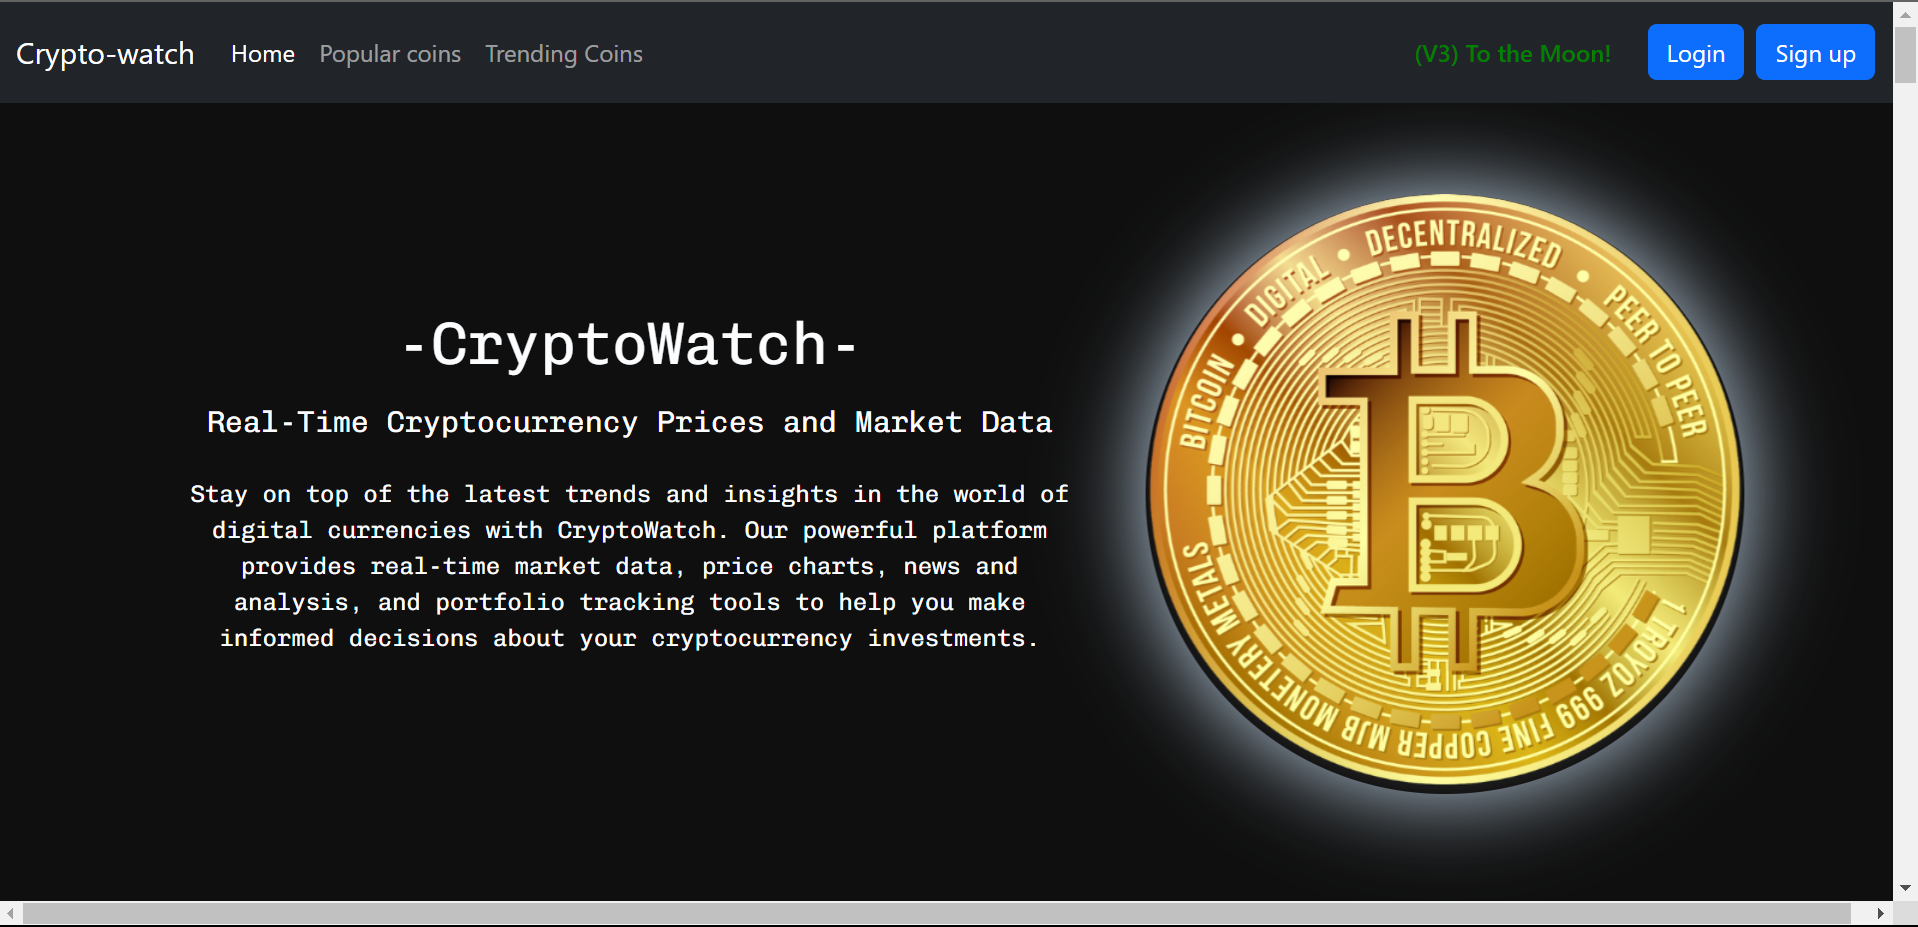 Crypto-watch Home Popular coins Trending Coins (V3) To the Moon! Login Sign up
-CryptoWatch-
Real-Time Cryptocurrency Prices and Market Data
Stay on top of the latest trends and insights in the world of
digital currencies with CryptoWatch. Our powerful platform
provides real-time market data, price charts, news and
analysis, and portfolio tracking tools to help you make
informed decisions about your cryptocurrency investments.
BITCOIN • DIGITAL • DECENTRALIZED • PEER TO PEER
1 TROYOZ 999 FINE COPPER MJB MONETERY METALS